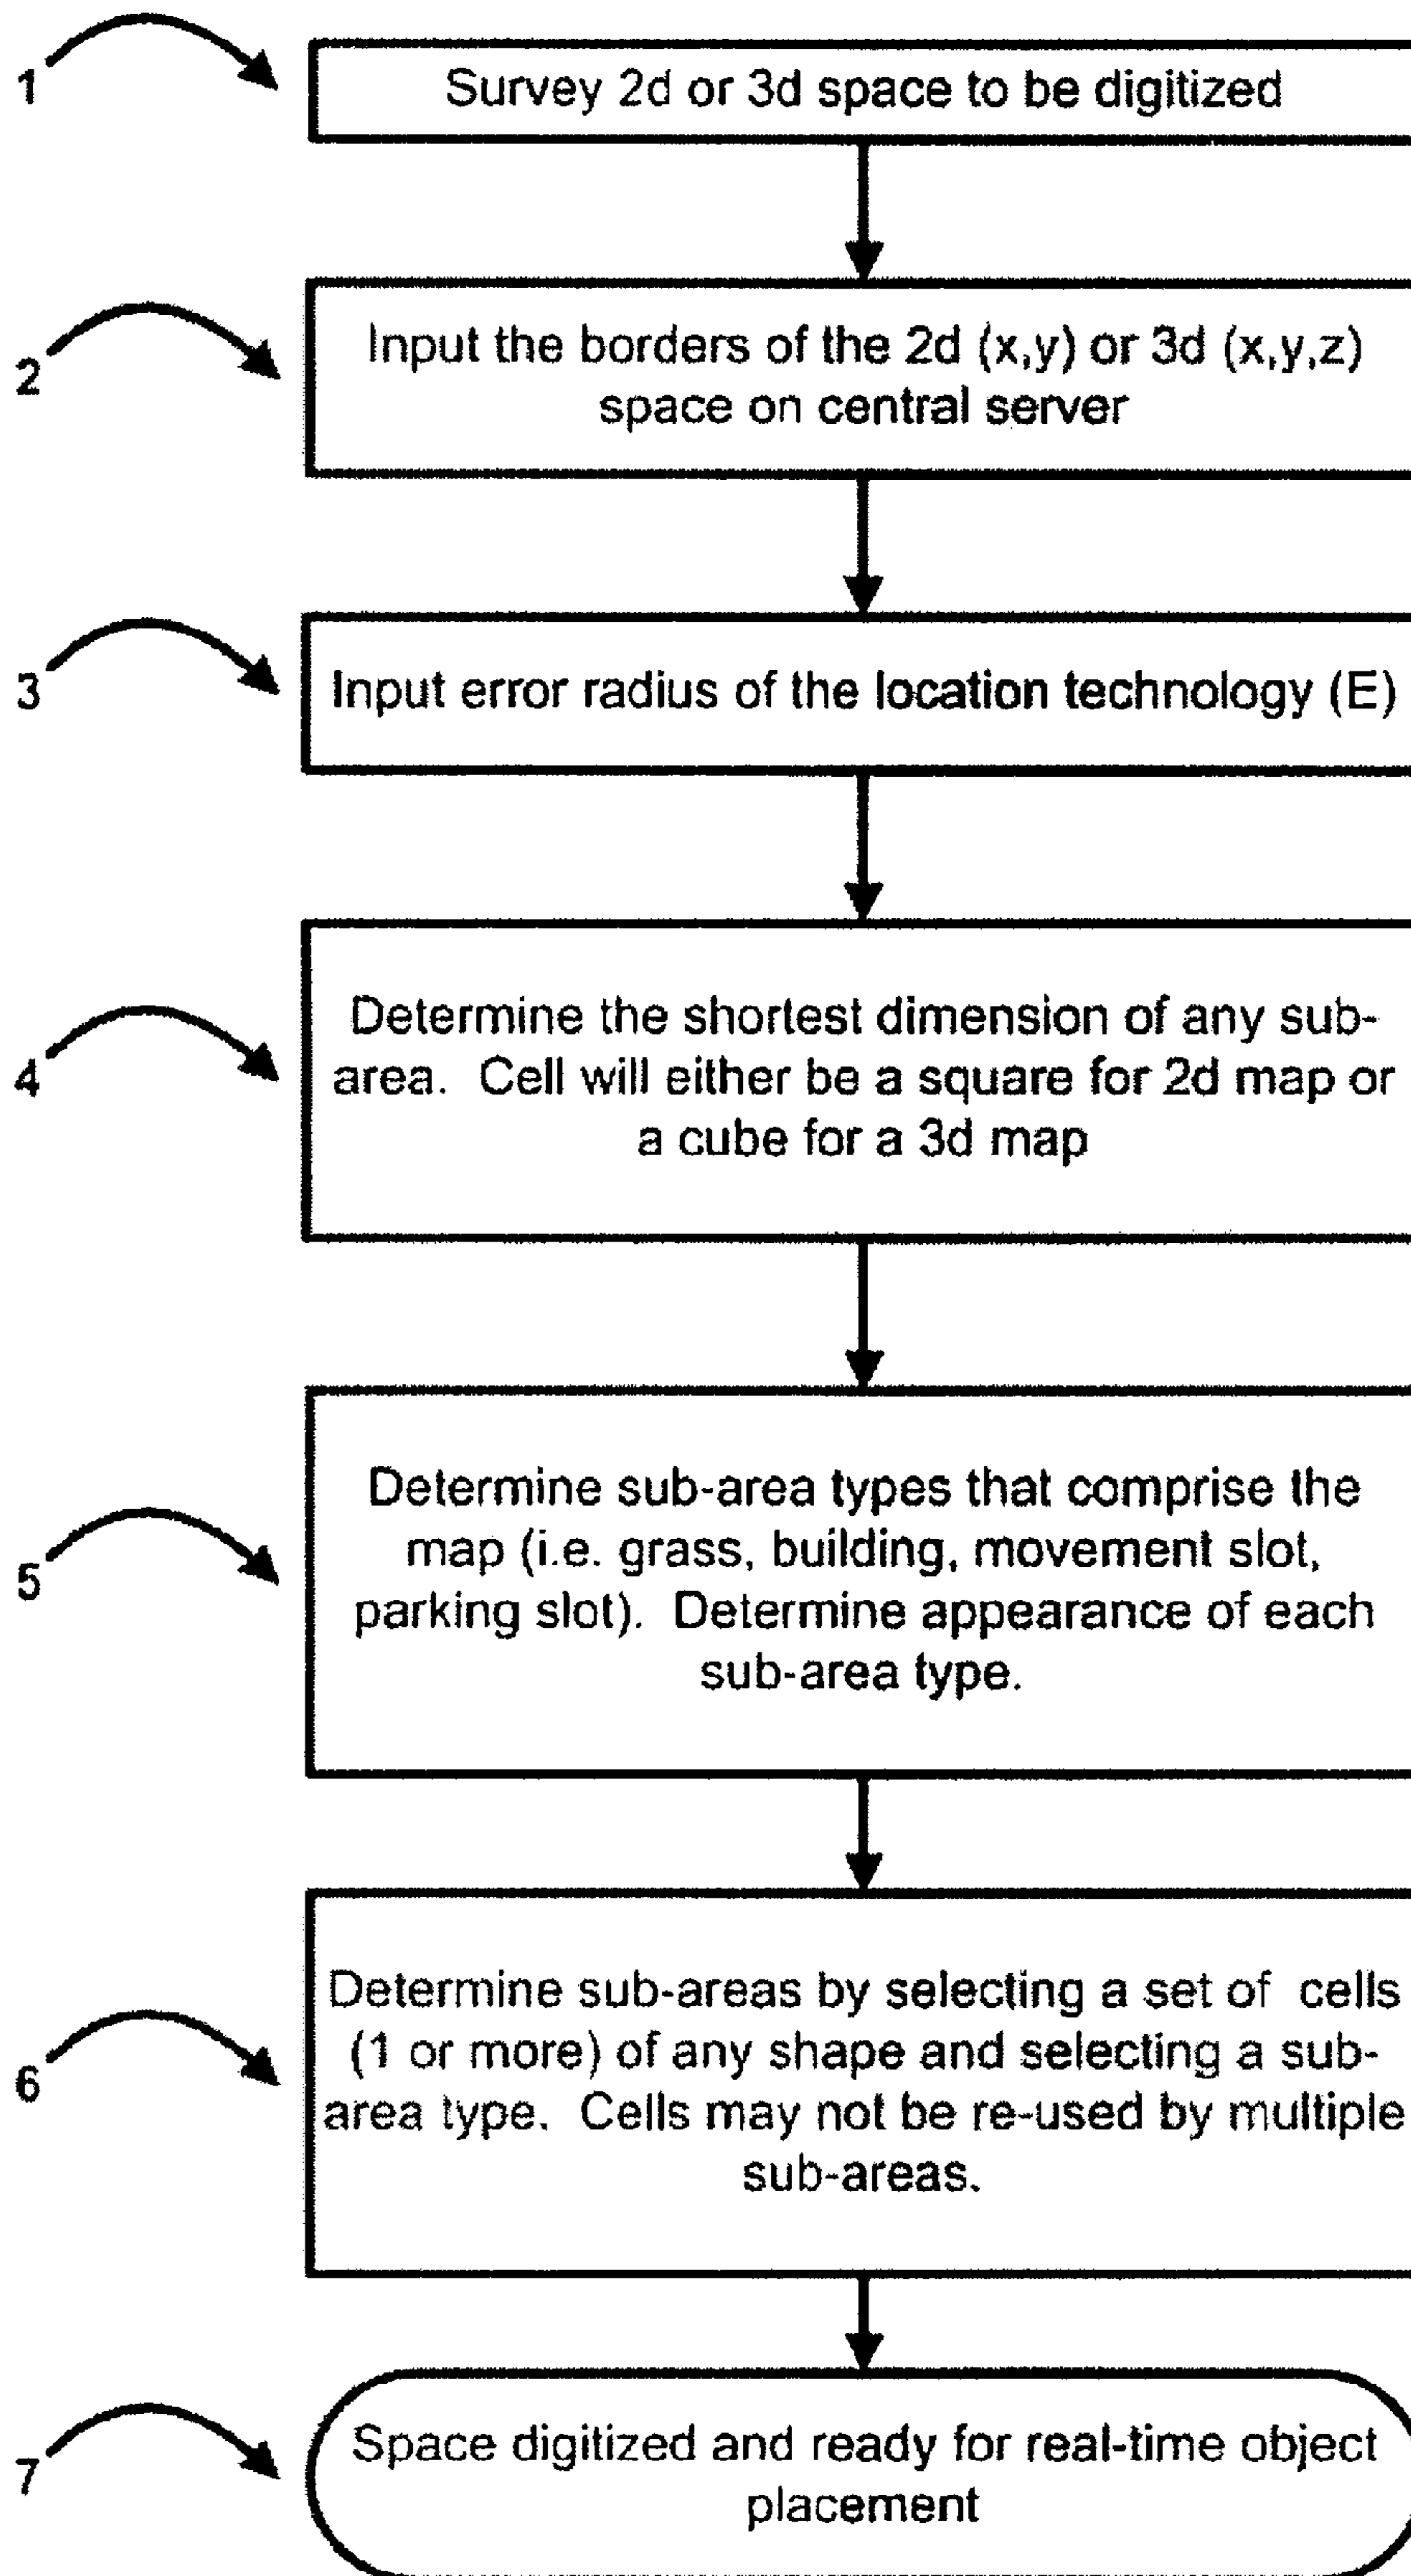 1
Survey 2d or 3d space to be digitized
2
Input the borders of the 2d (x,y) or 3d (x,y,z)
space on central server
3
Input error radius of the location technology (E)
4
Determine the shortest dimension of any sub-
area. Cell will either be a square for 2d map or
a cube for a 3d map
5
Determine sub-area types that comprise the
map (i.e. grass, building, movement slot,
parking slot). Determine appearance of each
sub-area type.
6
Determine sub-areas by selecting a set of cells
(1 or more) of any shape and selecting a sub-
area type. Cells may not be re-used by multiple
sub-areas.
7
Space digitized and ready for real-time object
placement